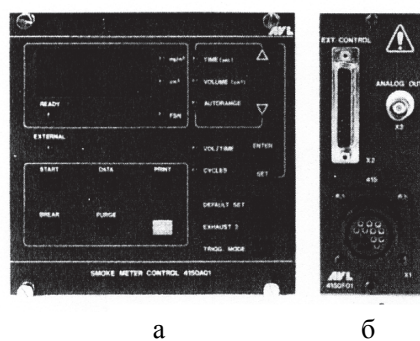 AVL
mg/m³
TIME (sec)
cm³
VOLUME (cm³)
READY
FSN
AUTORANGE
EXTERNAL
VOL/TIME
ENTER
START
DATA
PRINT
CYCLES
SET
BREAK
PURGE
DEFAULT SET
EXHAUST 2
TRIGG. MODE
SMOKE METER CONTROL 4150A01
EXT. CONTROL
ANALOG OUT
X3
X2
415
AVL
4150F01
X1
а
б